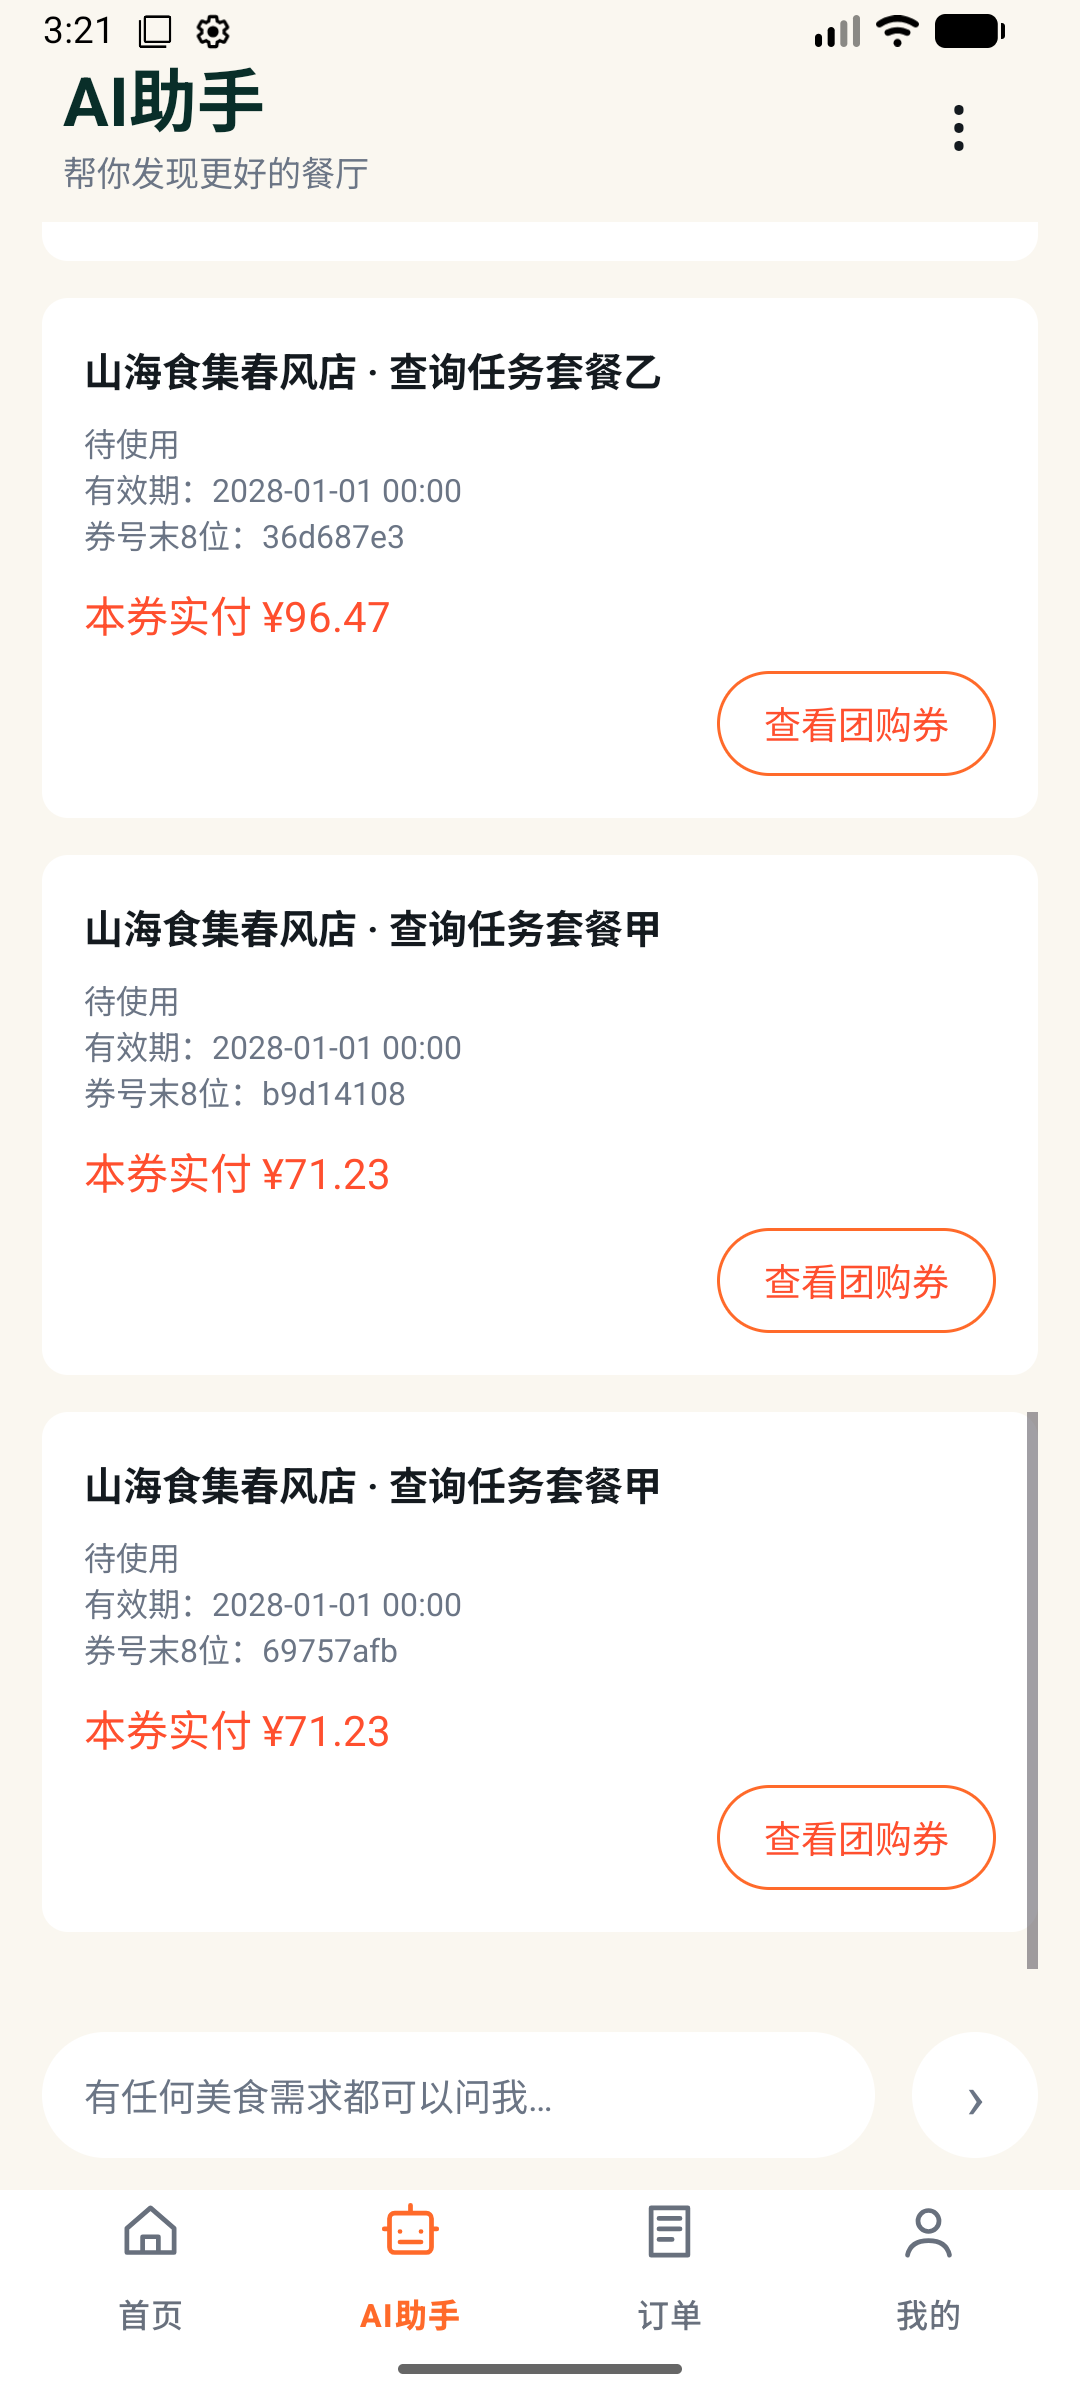 3:21
AI助手
帮你发现更好的餐厅
山海食集春风店 · 查询任务套餐乙
待使用
有效期：2028-01-01 00:00
券号末8位：36d687e3
本券实付 ¥96.47
查看团购券
山海食集春风店 · 查询任务套餐甲
待使用
有效期：2028-01-01 00:00
券号末8位：b9d14108
本券实付 ¥71.23
查看团购券
山海食集春风店 · 查询任务套餐甲
待使用
有效期：2028-01-01 00:00
券号末8位：69757afb
本券实付 ¥71.23
查看团购券
有任何美食需求都可以问我...
首页
AI助手
订单
我的